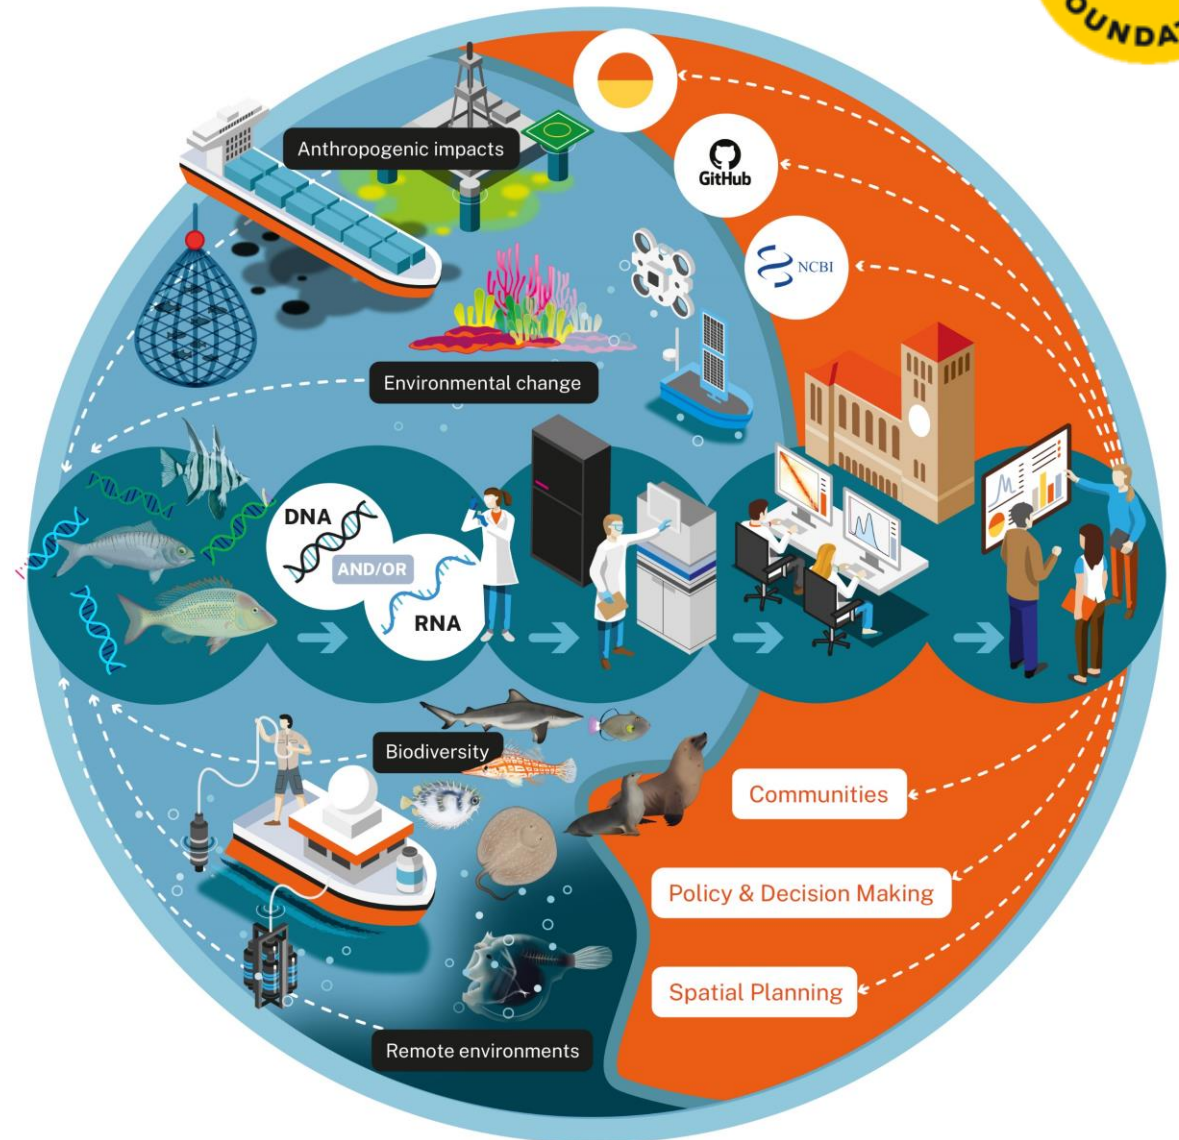 Anthropogenic impacts
GitHub
NCBI
Environmental change
DNA
AND/OR
RNA
Biodiversity
Communities
Policy & Decision Making
Spatial Planning
Remote environments